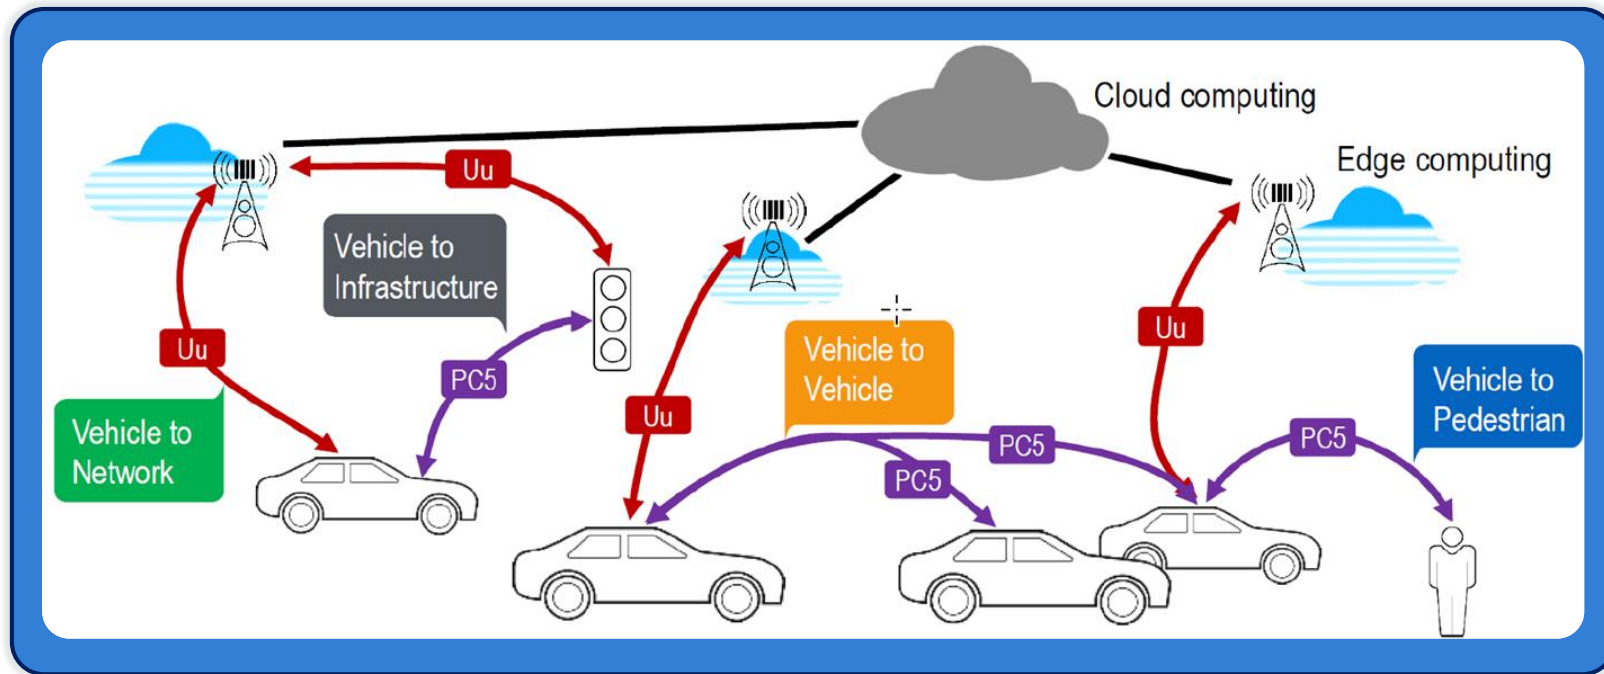 Cloud computing
Edge computing
Uu
Vehicle to
Infrastructure
Uu
PC5
Vehicle to
Network
Uu
Vehicle to
Vehicle
PC5
PC5
Uu
PC5
Vehicle to
Pedestrian